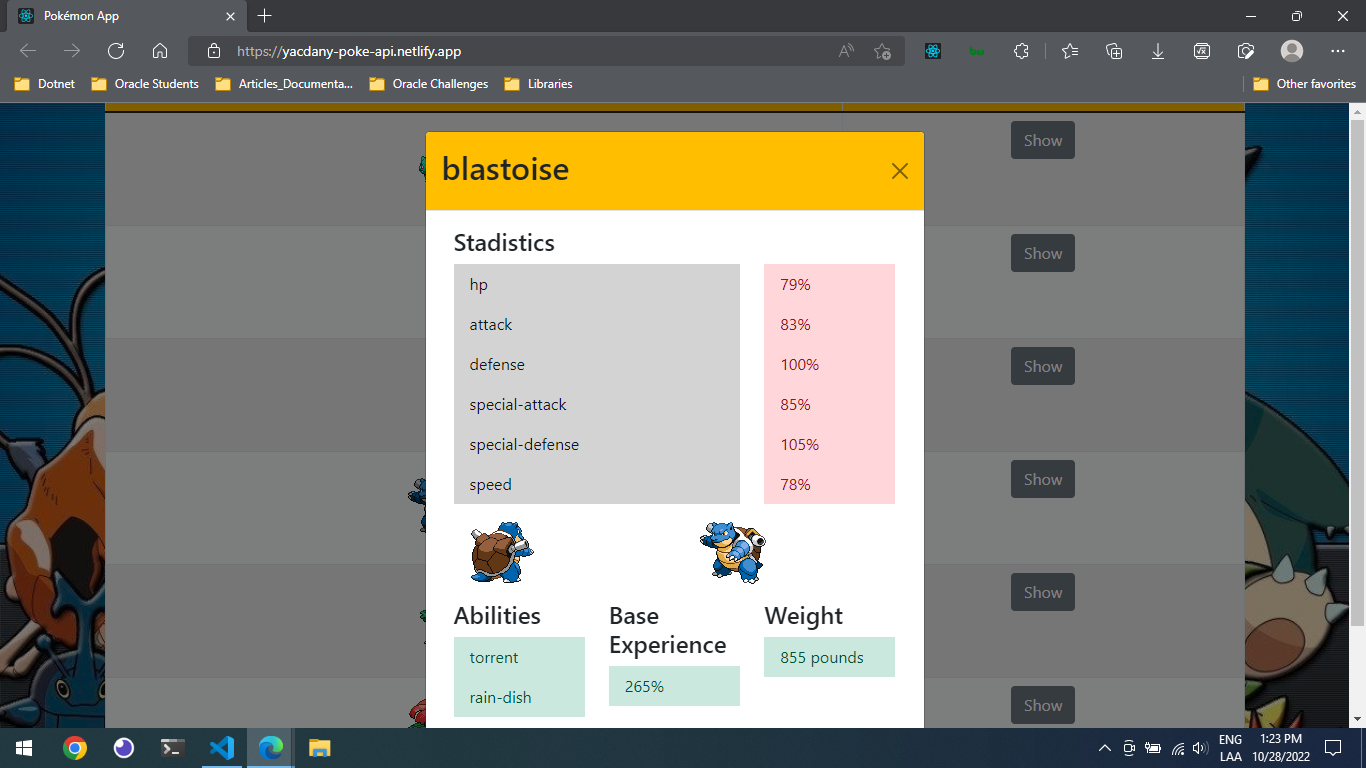 Pokémon App
https://yacdany-poke-api.netlify.app
Dotnet
Oracle Students
Articles_Documenta...
Oracle Challenges
Libraries
Other favorites
blastoise
Show
Show
Show
Show
Show
Show
Stadistics
hp 79%
attack 83%
defense 100%
special-attack 85%
special-defense 105%
speed 78%
Abilities
torrent
rain-dish
Base
Experience
265%
Weight
855 pounds
ENG
LAA
1:23 PM
10/28/2022